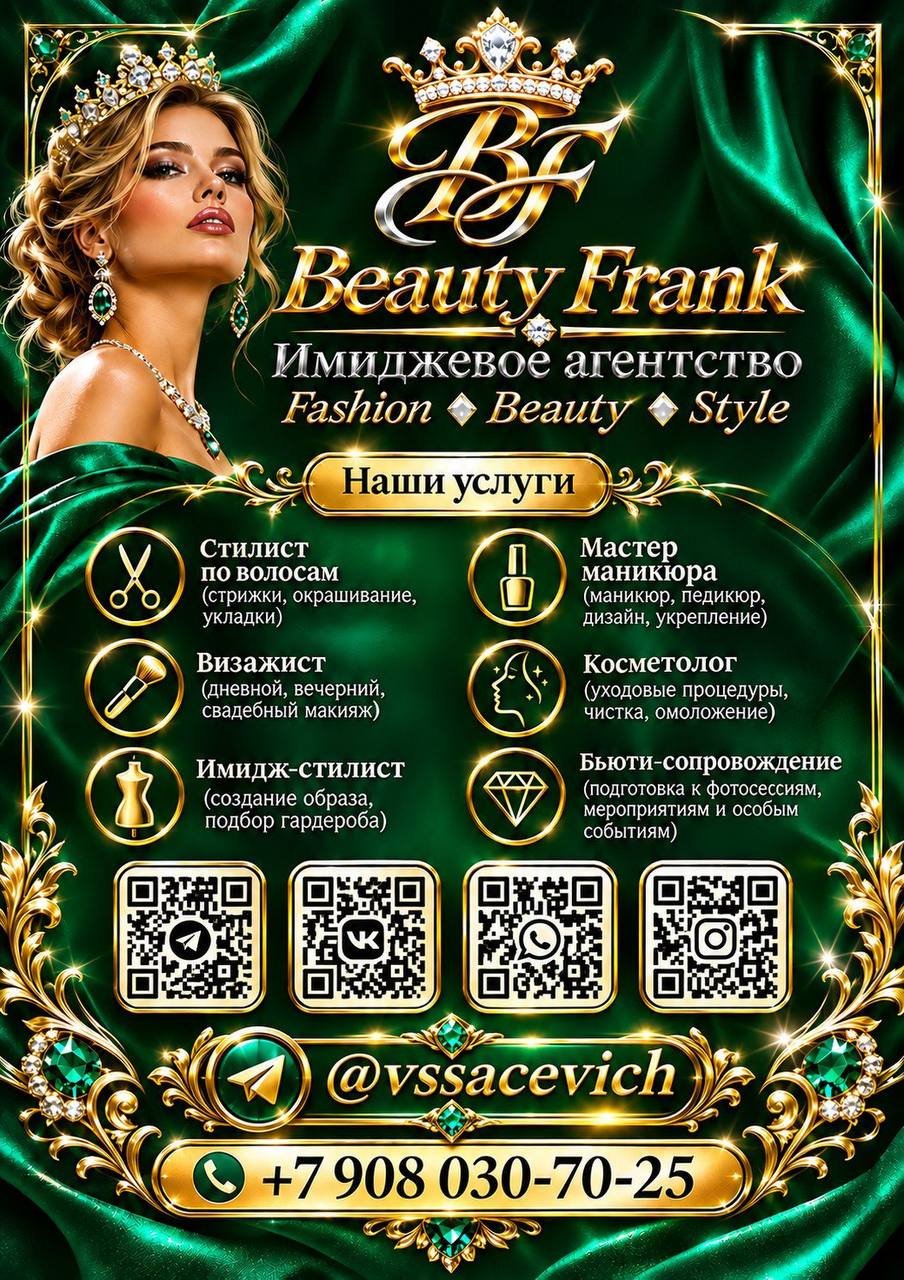 BF
Beauty Frank
Имиджевое агентство
Fashion Beauty Style
Наши услуги
Стилист
по волосам
(стрижки, окрашивание,
укладки)
Мастер
маникюра
(маникюр, педикюр,
дизайн, укрепление)
Визажист
(дневной, вечерний,
свадебный макияж)
Косметолог
(уходовые процедуры,
чистка, омоложение)
Имидж-стилист
(создание образа,
подбор гардероба)
Бьюти-сопровождение
(подготовка к фотосессиям,
мероприятиям и особым
событиям)
@vssacevich
+7 908 030-70-25